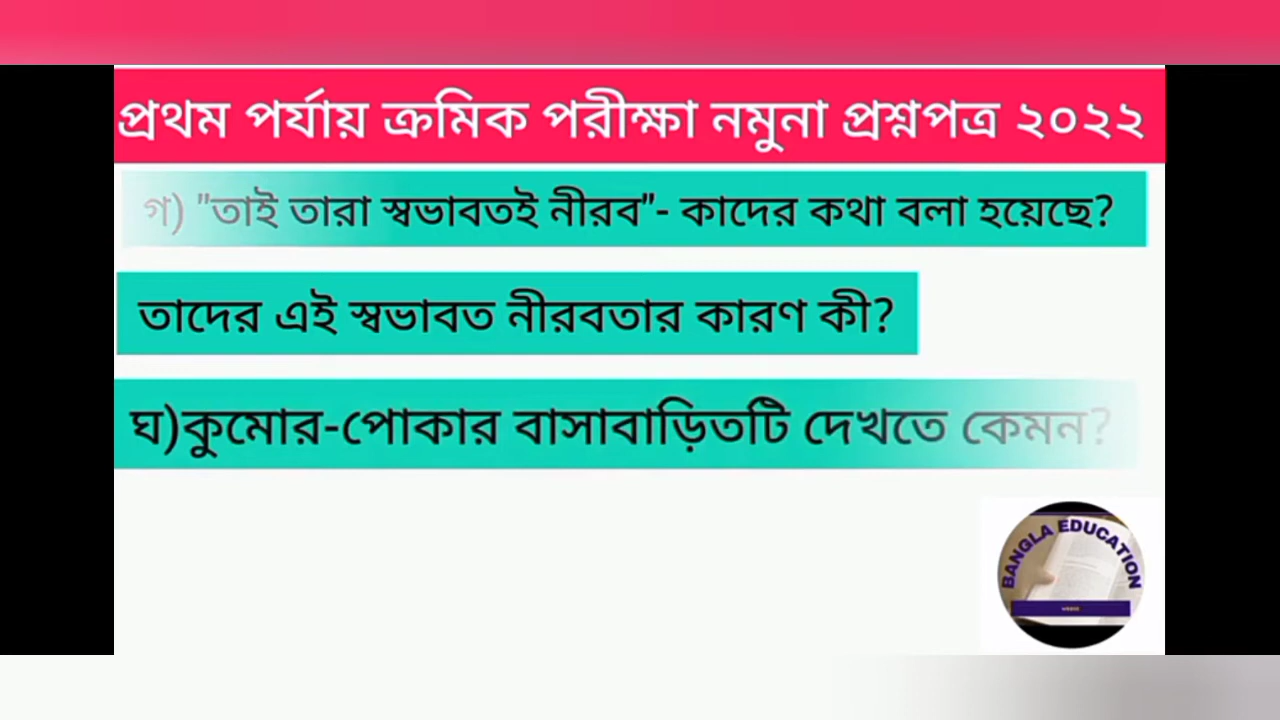 প্রথম পর্যায় ক্রমিক পরীক্ষা নমুনা প্রশ্নপত্র ২০২২
গ) "তাই তারা স্বভাবতই নীরব"- কাদের কথা বলা হয়েছে?
তাদের এই স্বভাবত নীরবতার কারণ কী?
ঘ)কুমোর-পোকার বাসাবাড়িতটি দেখতে কেমন?
BANGLA EDUCATION